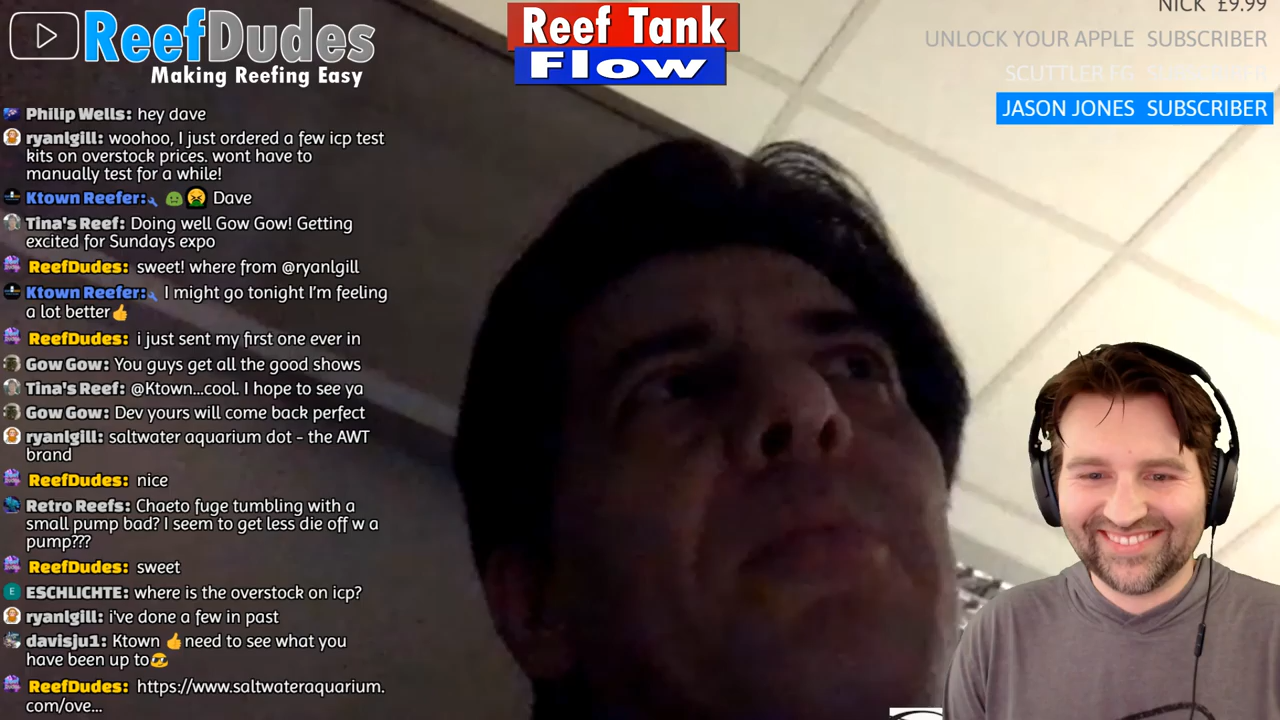 ReefDudes
Making Reefing Easy
Reef Tank
Flow
NICK £9.99
UNLOCK YOUR APPLE SUBSCRIBER
SCUTTLER EG SUBSCRIBER
JASON JONES SUBSCRIBER
Philip Wells: hey dave
ryanlgill: woohoo, I just ordered a few icp test
kits on overstock prices. wont have to
manually test for a while!
Ktown Reefer: 🤢🤮 Dave
Tina's Reef: Doing well Gow Gow! Getting
excited for Sundays expo
ReefDudes: sweet! where from @ryanlgill
Ktown Reefer: I might go tonight I'm feeling
a lot better👍
ReefDudes: i just sent my first one ever in
Gow Gow: You guys get all the good shows
Tina's Reef: @Ktown...cool. I hope to see ya
Gow Gow: Dev yours will come back perfect
ryanlgill: saltwater aquarium dot - the AWT
brand
ReefDudes: nice
Retro Reefs: Chaeto fuge tumbling with a
small pump bad? I seem to get less die off w a
pump???
ReefDudes: sweet
E ESCHLICHTE: where is the overstock on icp?
ryanlgill: i've done a few in past
davisju1: Ktown 👍need to see what you
have been up to😎
ReefDudes: https://www.saltwateraquarium.
com/ove...